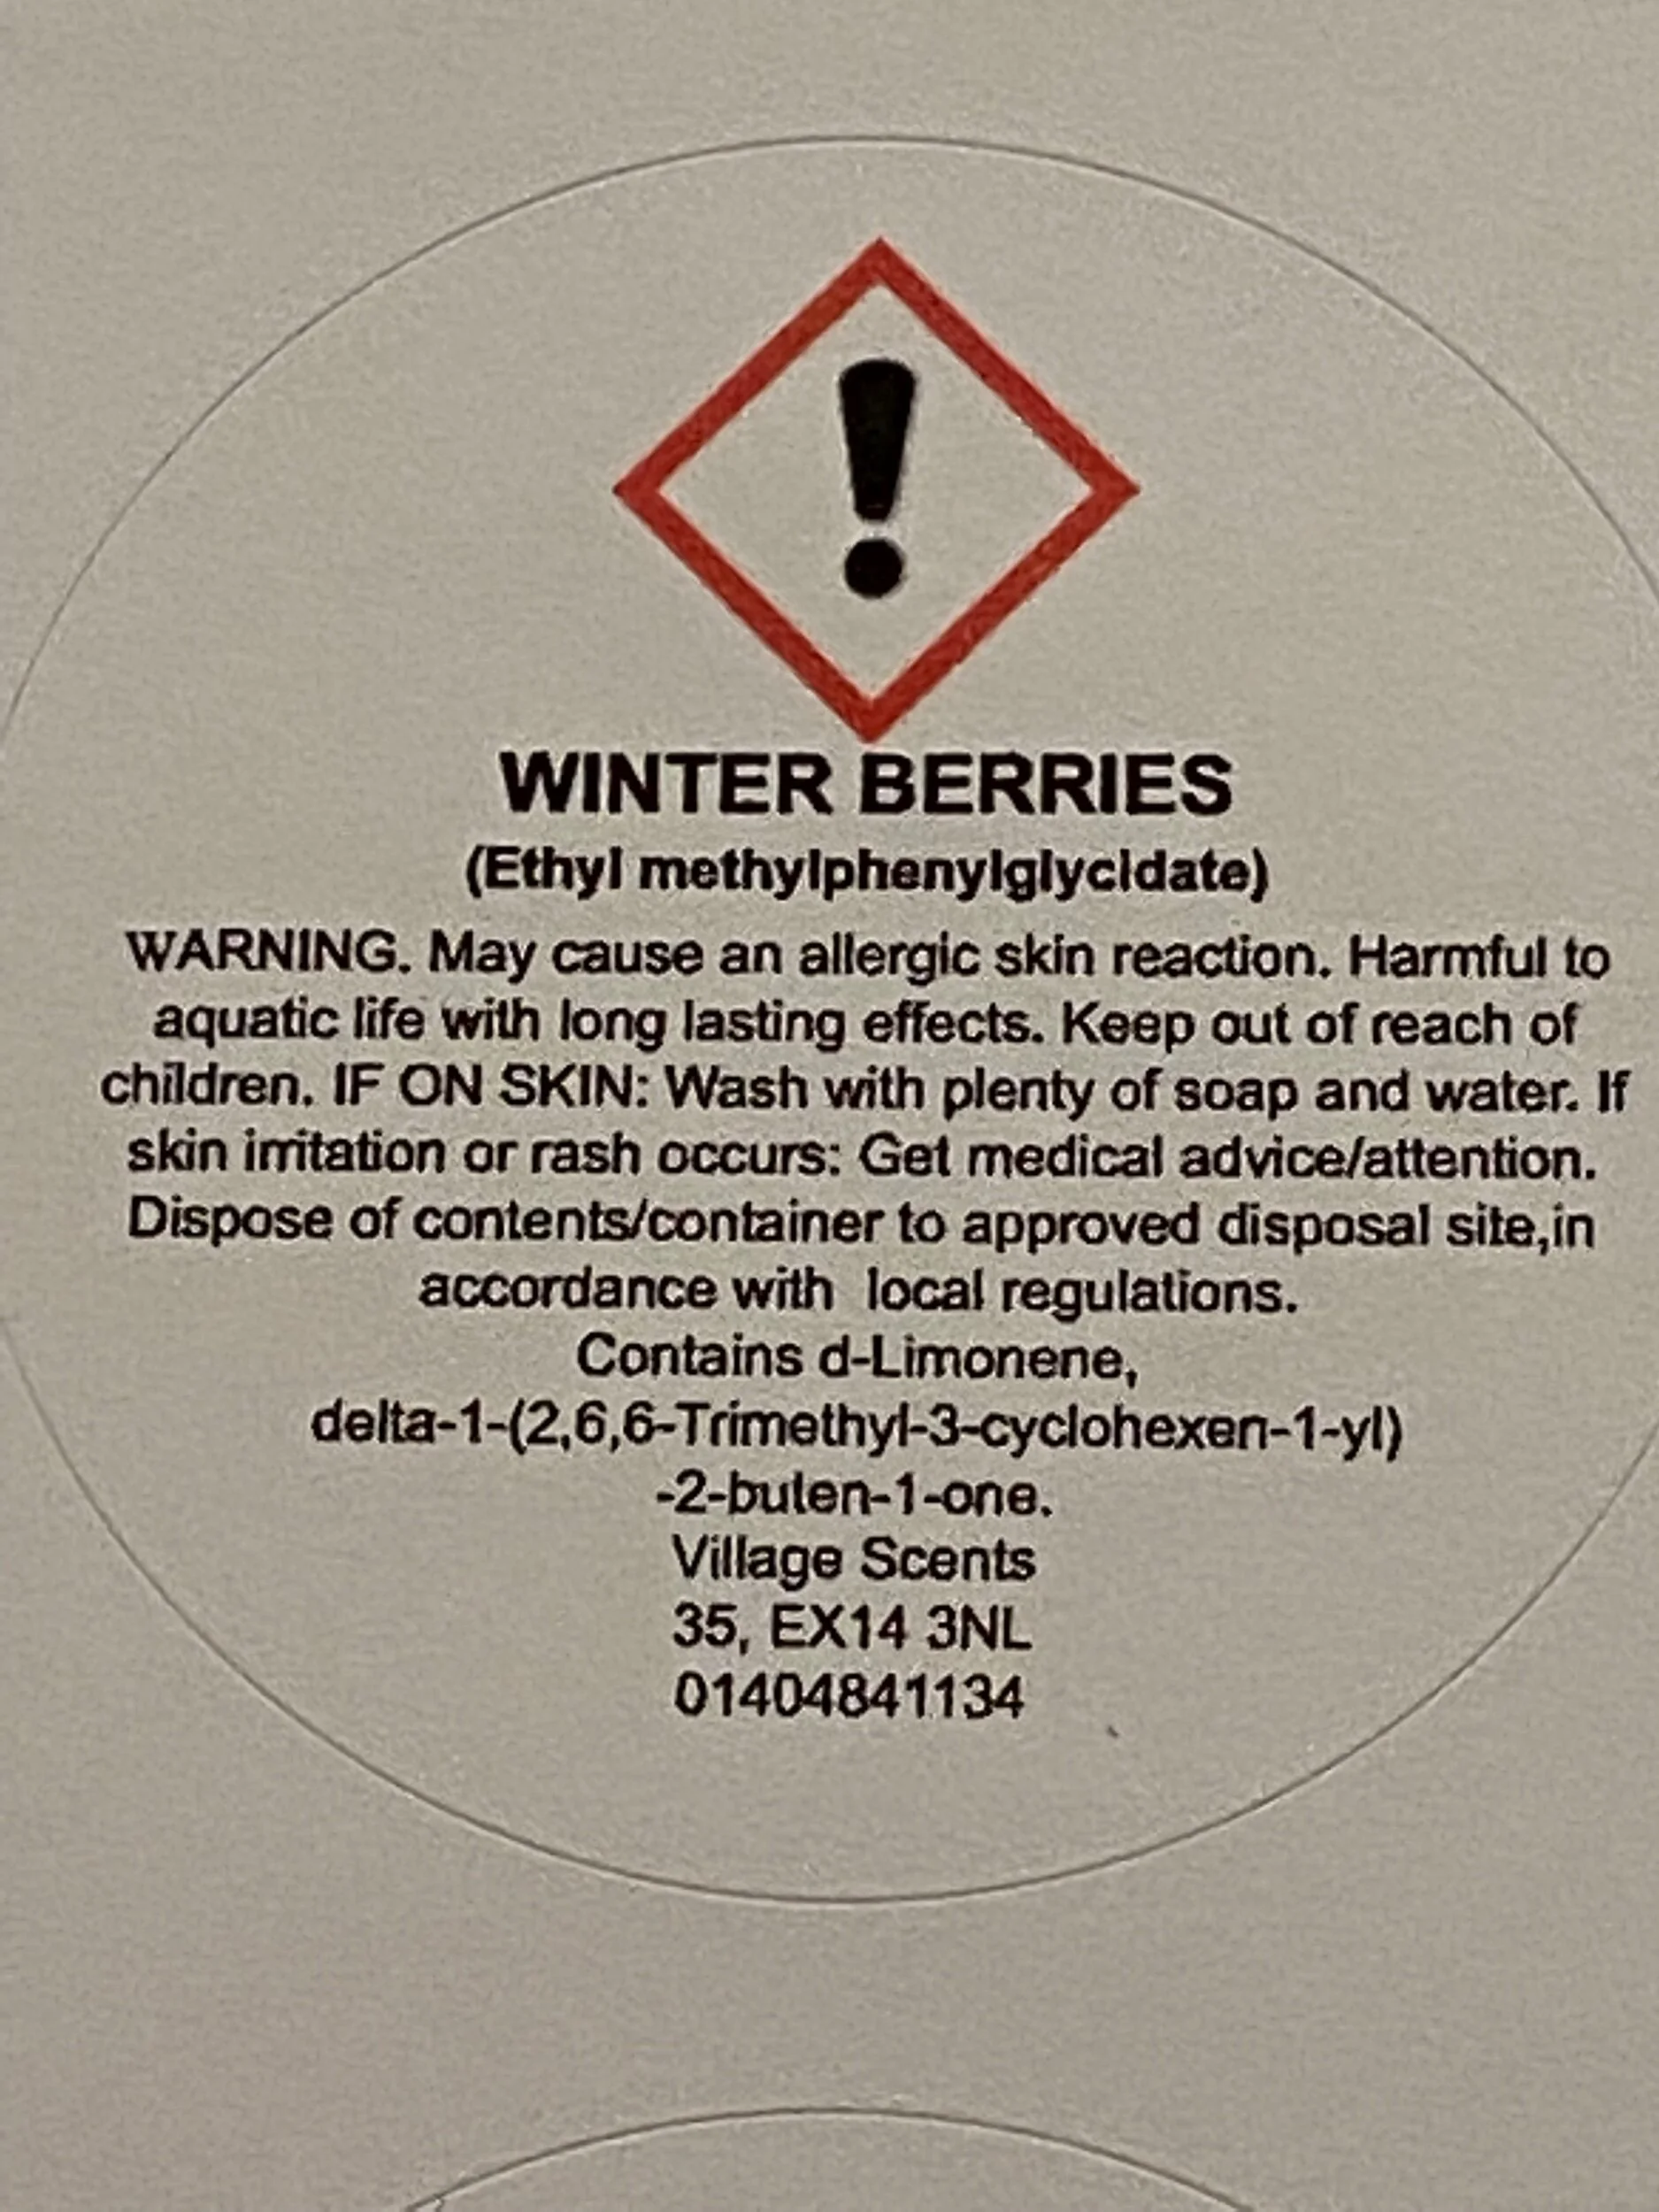 !
WINTER BERRIES
(Ethyl methylphenylglycidate)
WARNING. May cause an allergic skin reaction. Harmful to
aquatic life with long lasting effects. Keep out of reach of
children. IF ON SKIN: Wash with plenty of soap and water. If
skin irritation or rash occurs: Get medical advice/attention.
Dispose of contents/container to approved disposal site,in
accordance with local regulations.
Contains d-Limonene,
delta-1-(2,6,6-Trimethyl-3-cyclohexen-1-yl)
-2-buten-1-one.
Village Scents
35, EX14 3NL
01404841134